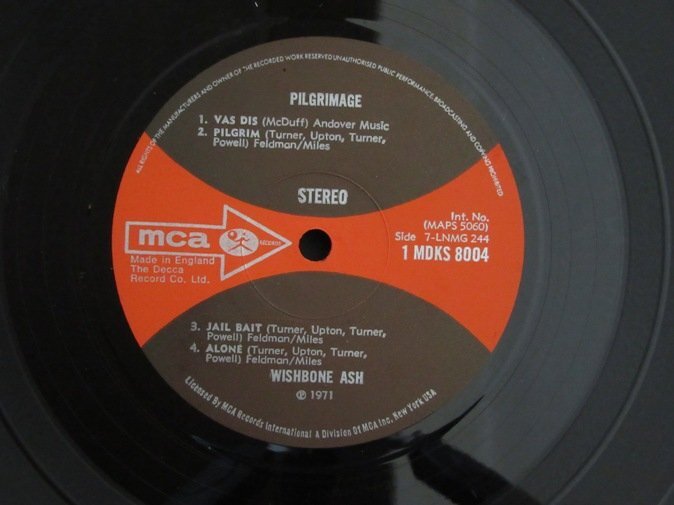 ALL RIGHTS OF THE MANUFACTURERS AND OWNER OF THE RECORDED WORK RESERVED UNAUTHORISED PUBLIC PERFORMANCE, BROADCASTING AND COPYING PROHIBITED
PILGRIMAGE
1. VAS DIS (McDuff) Andover Music
2. PILGRIM (Turner, Upton, Turner,
Powell) Feldman/Miles
STEREO
Int. No.
(MAPS 5060)
Side 7-LNMG 244
1 MDKS 8004
mca
RECORDS
Made in England
The Decca
Record Co. Ltd.
3. JAIL BAIT (Turner, Upton, Turner,
Powell) Feldman/Miles
4. ALONE (Turner, Upton, Turner,
Powell) Feldman/Miles
WISHBONE ASH
℗ 1971
Licensed By MCA Records International A Division Of MCA Inc. New York USA